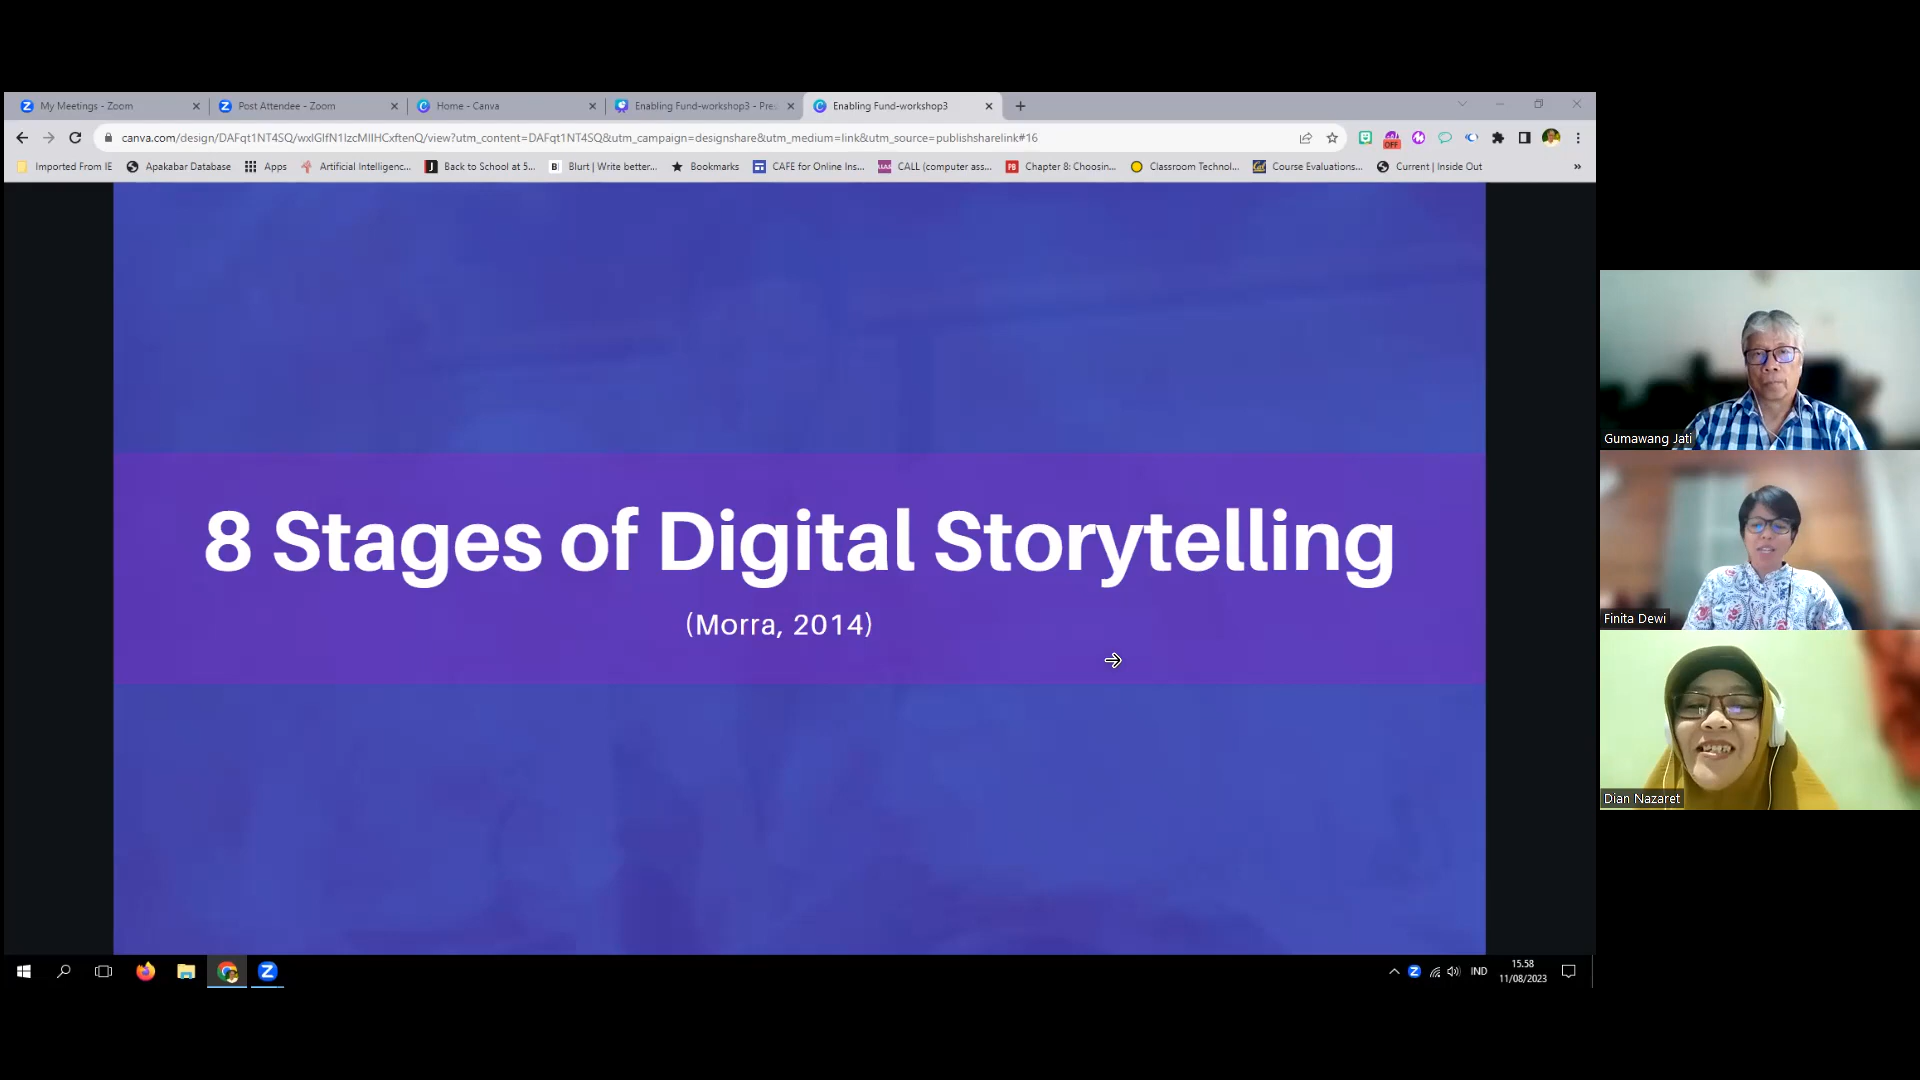 My Meetings - Zoom
Post Attendee - Zoom
Home - Canva
Enabling Fund-workshop3 - Pre
Enabling Fund-workshop3
canva.com/design/DAFqt1NT4SQ/wxlGlfN1lzcMIIHCxftenQ/view?utm_content=DAFqt1NT4SQ&utm_campaign=designshare&utm_medium=link&utm_source=publishsharelink#16
OFF
Imported From IE
Apakabar Database
Apps
Artificial Intelligenc...
Back to School at 5...
Blurt | Write better...
Bookmarks
CAFE for Online Ins...
CALL (computer ass...
Chapter 8: Choosin...
Classroom Technol...
Course Evaluations...
Current | Inside Out
8 Stages of Digital Storytelling
(Morra, 2014)
Gumawang Jati
Finita Dewi
Dian Nazaret
IND
15.58
11/08/2023